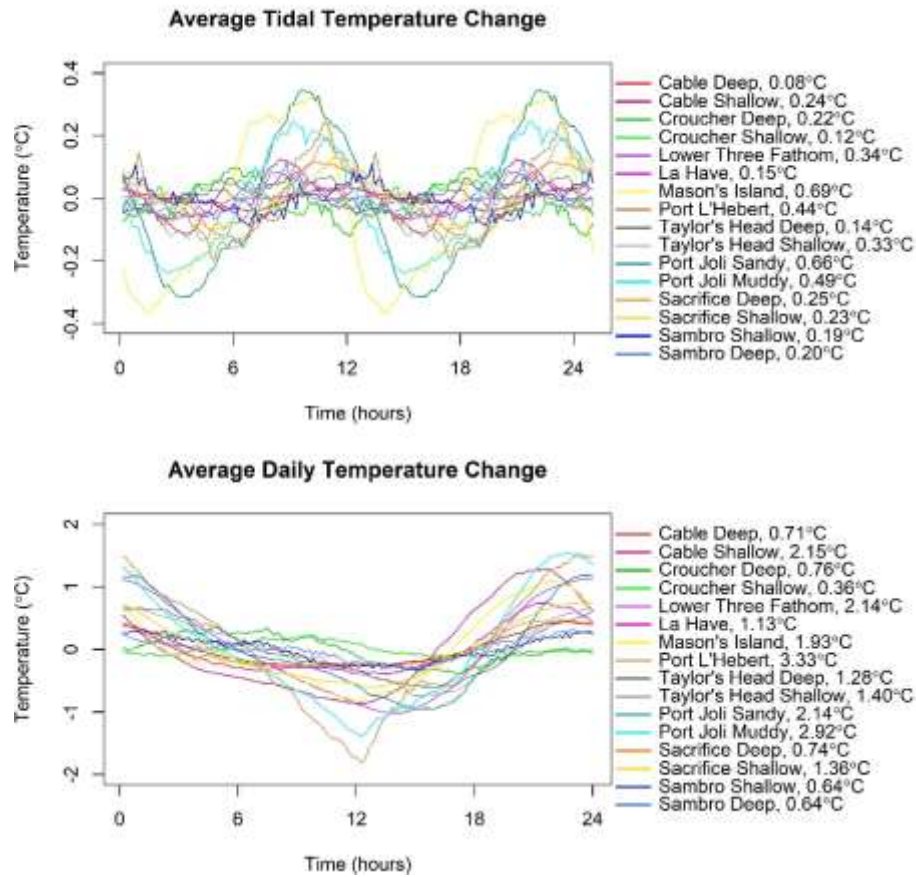 Average Tidal Temperature Change
Temperature (°C)
0.4
0.2
0.0
-0.2
-0.4
0
6
12
18
24
Time (hours)
Cable Deep, 0.08°C
Cable Shallow, 0.24°C
Croucher Deep, 0.22°C
Croucher Shallow, 0.12°C
Lower Three Fathom, 0.34°C
La Have, 0.15°C
Mason's Island, 0.69°C
Port L'Hebert, 0.44°C
Taylor's Head Deep, 0.14°C
Taylor's Head Shallow, 0.33°C
Port Joli Sandy, 0.66°C
Port Joli Muddy, 0.49°C
Sacrifice Deep, 0.25°C
Sacrifice Shallow, 0.23°C
Sambro Shallow, 0.19°C
Sambro Deep, 0.20°C
Average Daily Temperature Change
Temperature (°C)
2
1
0
-1
-2
0
6
12
18
24
Time (hours)
Cable Deep, 0.71°C
Cable Shallow, 2.15°C
Croucher Deep, 0.76°C
Croucher Shallow, 0.36°C
Lower Three Fathom, 2.14°C
La Have, 1.13°C
Mason's Island, 1.93°C
Port L'Hebert, 3.33°C
Taylor's Head Deep, 1.28°C
Taylor's Head Shallow, 1.40°C
Port Joli Sandy, 2.14°C
Port Joli Muddy, 2.92°C
Sacrifice Deep, 0.74°C
Sacrifice Shallow, 1.36°C
Sambro Shallow, 0.64°C
Sambro Deep, 0.64°C